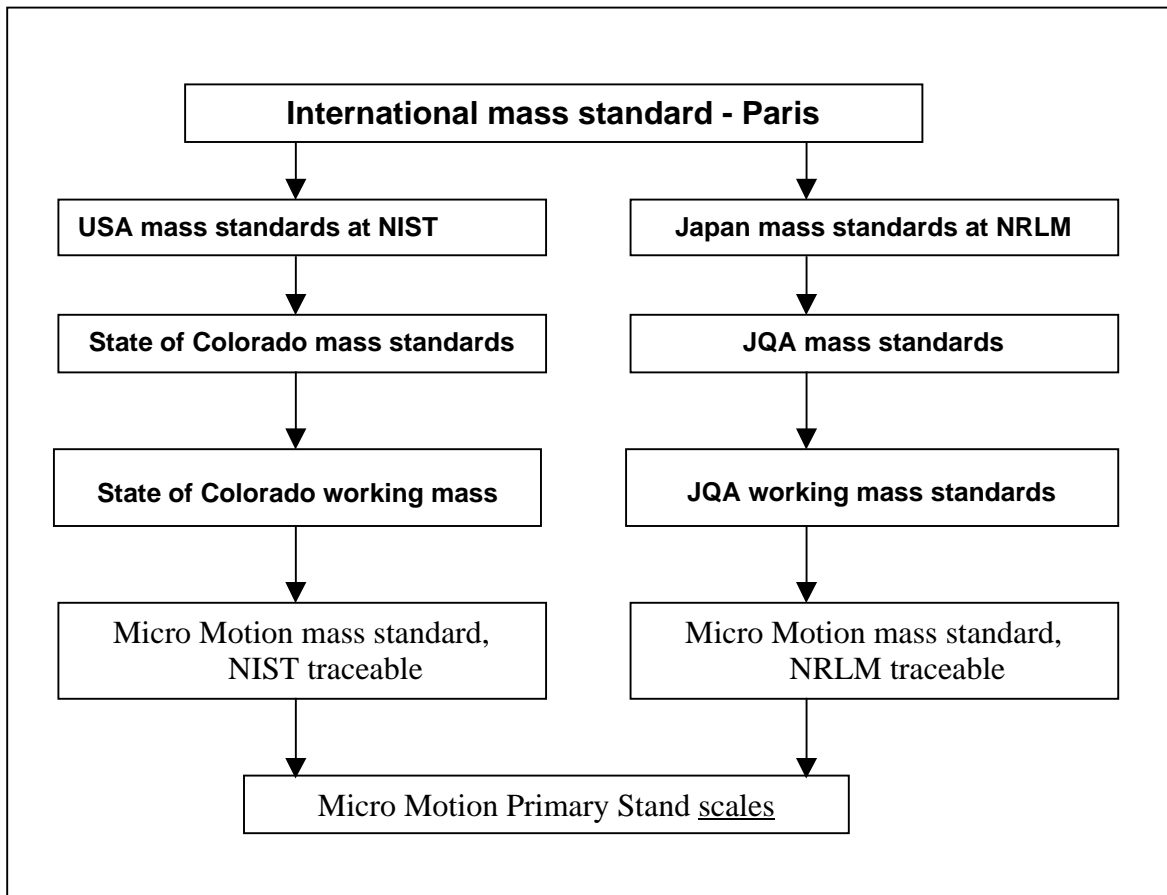 International mass standard - Paris
USA mass standards at NIST
Japan mass standards at NRLM
State of Colorado mass standards
JQA mass standards
State of Colorado working mass
JQA working mass standards
Micro Motion mass standard,
NIST traceable
Micro Motion mass standard,
NRLM traceable
Micro Motion Primary Stand scales